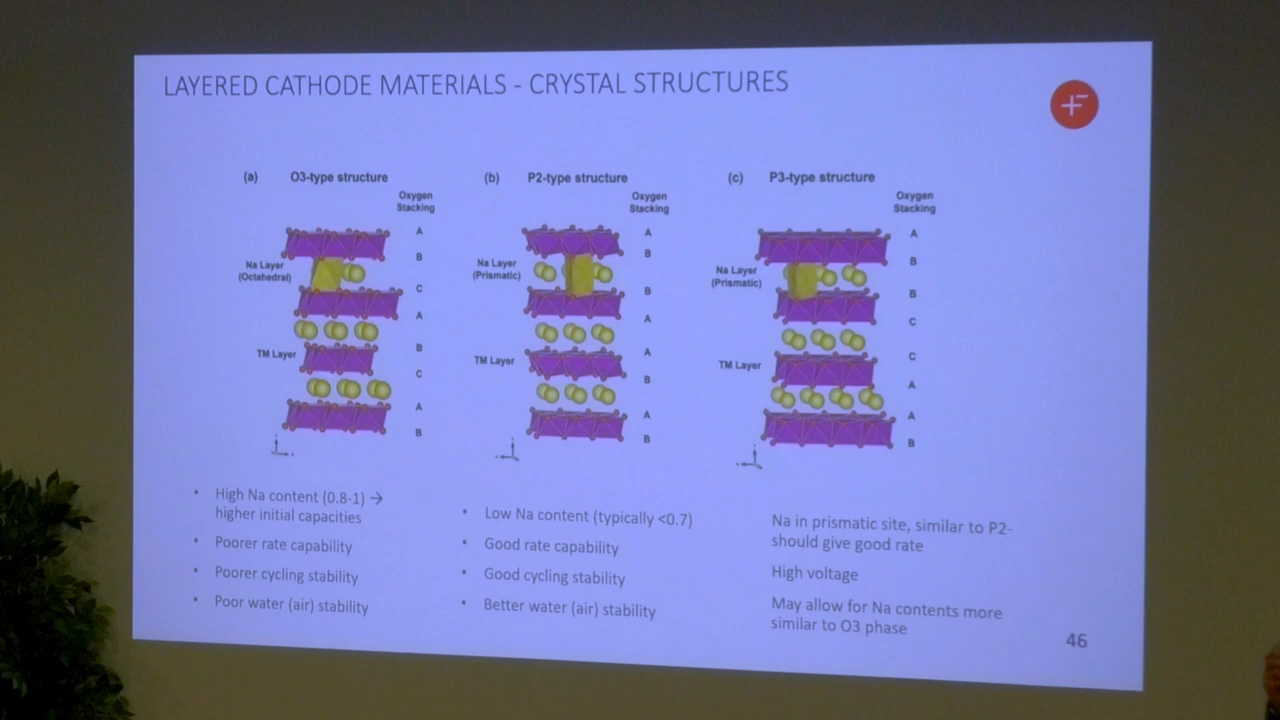 LAYERED CATHODE MATERIALS - CRYSTAL STRUCTURES
(a) O3-type structure
Oxygen
Stacking
A
B
Na Layer
(Octahedral)
C
A
B
TM Layer
C
A
B
(b) P2-type structure
Oxygen
Stacking
A
B
Na Layer
(Prismatic)
B
A
A
TM Layer
B
A
B
(c) P3-type structure
Oxygen
Stacking
A
B
Na Layer
(Prismatic)
B
C
C
TM Layer
A
A
B
• High Na content (0.8-1) →
higher initial capacities
• Poorer rate capability
• Poorer cycling stability
• Poor water (air) stability
• Low Na content (typically <0.7)
• Good rate capability
• Good cycling stability
• Better water (air) stability
Na in prismatic site, similar to P2-
should give good rate
High voltage
May allow for Na contents more
similar to O3 phase
46